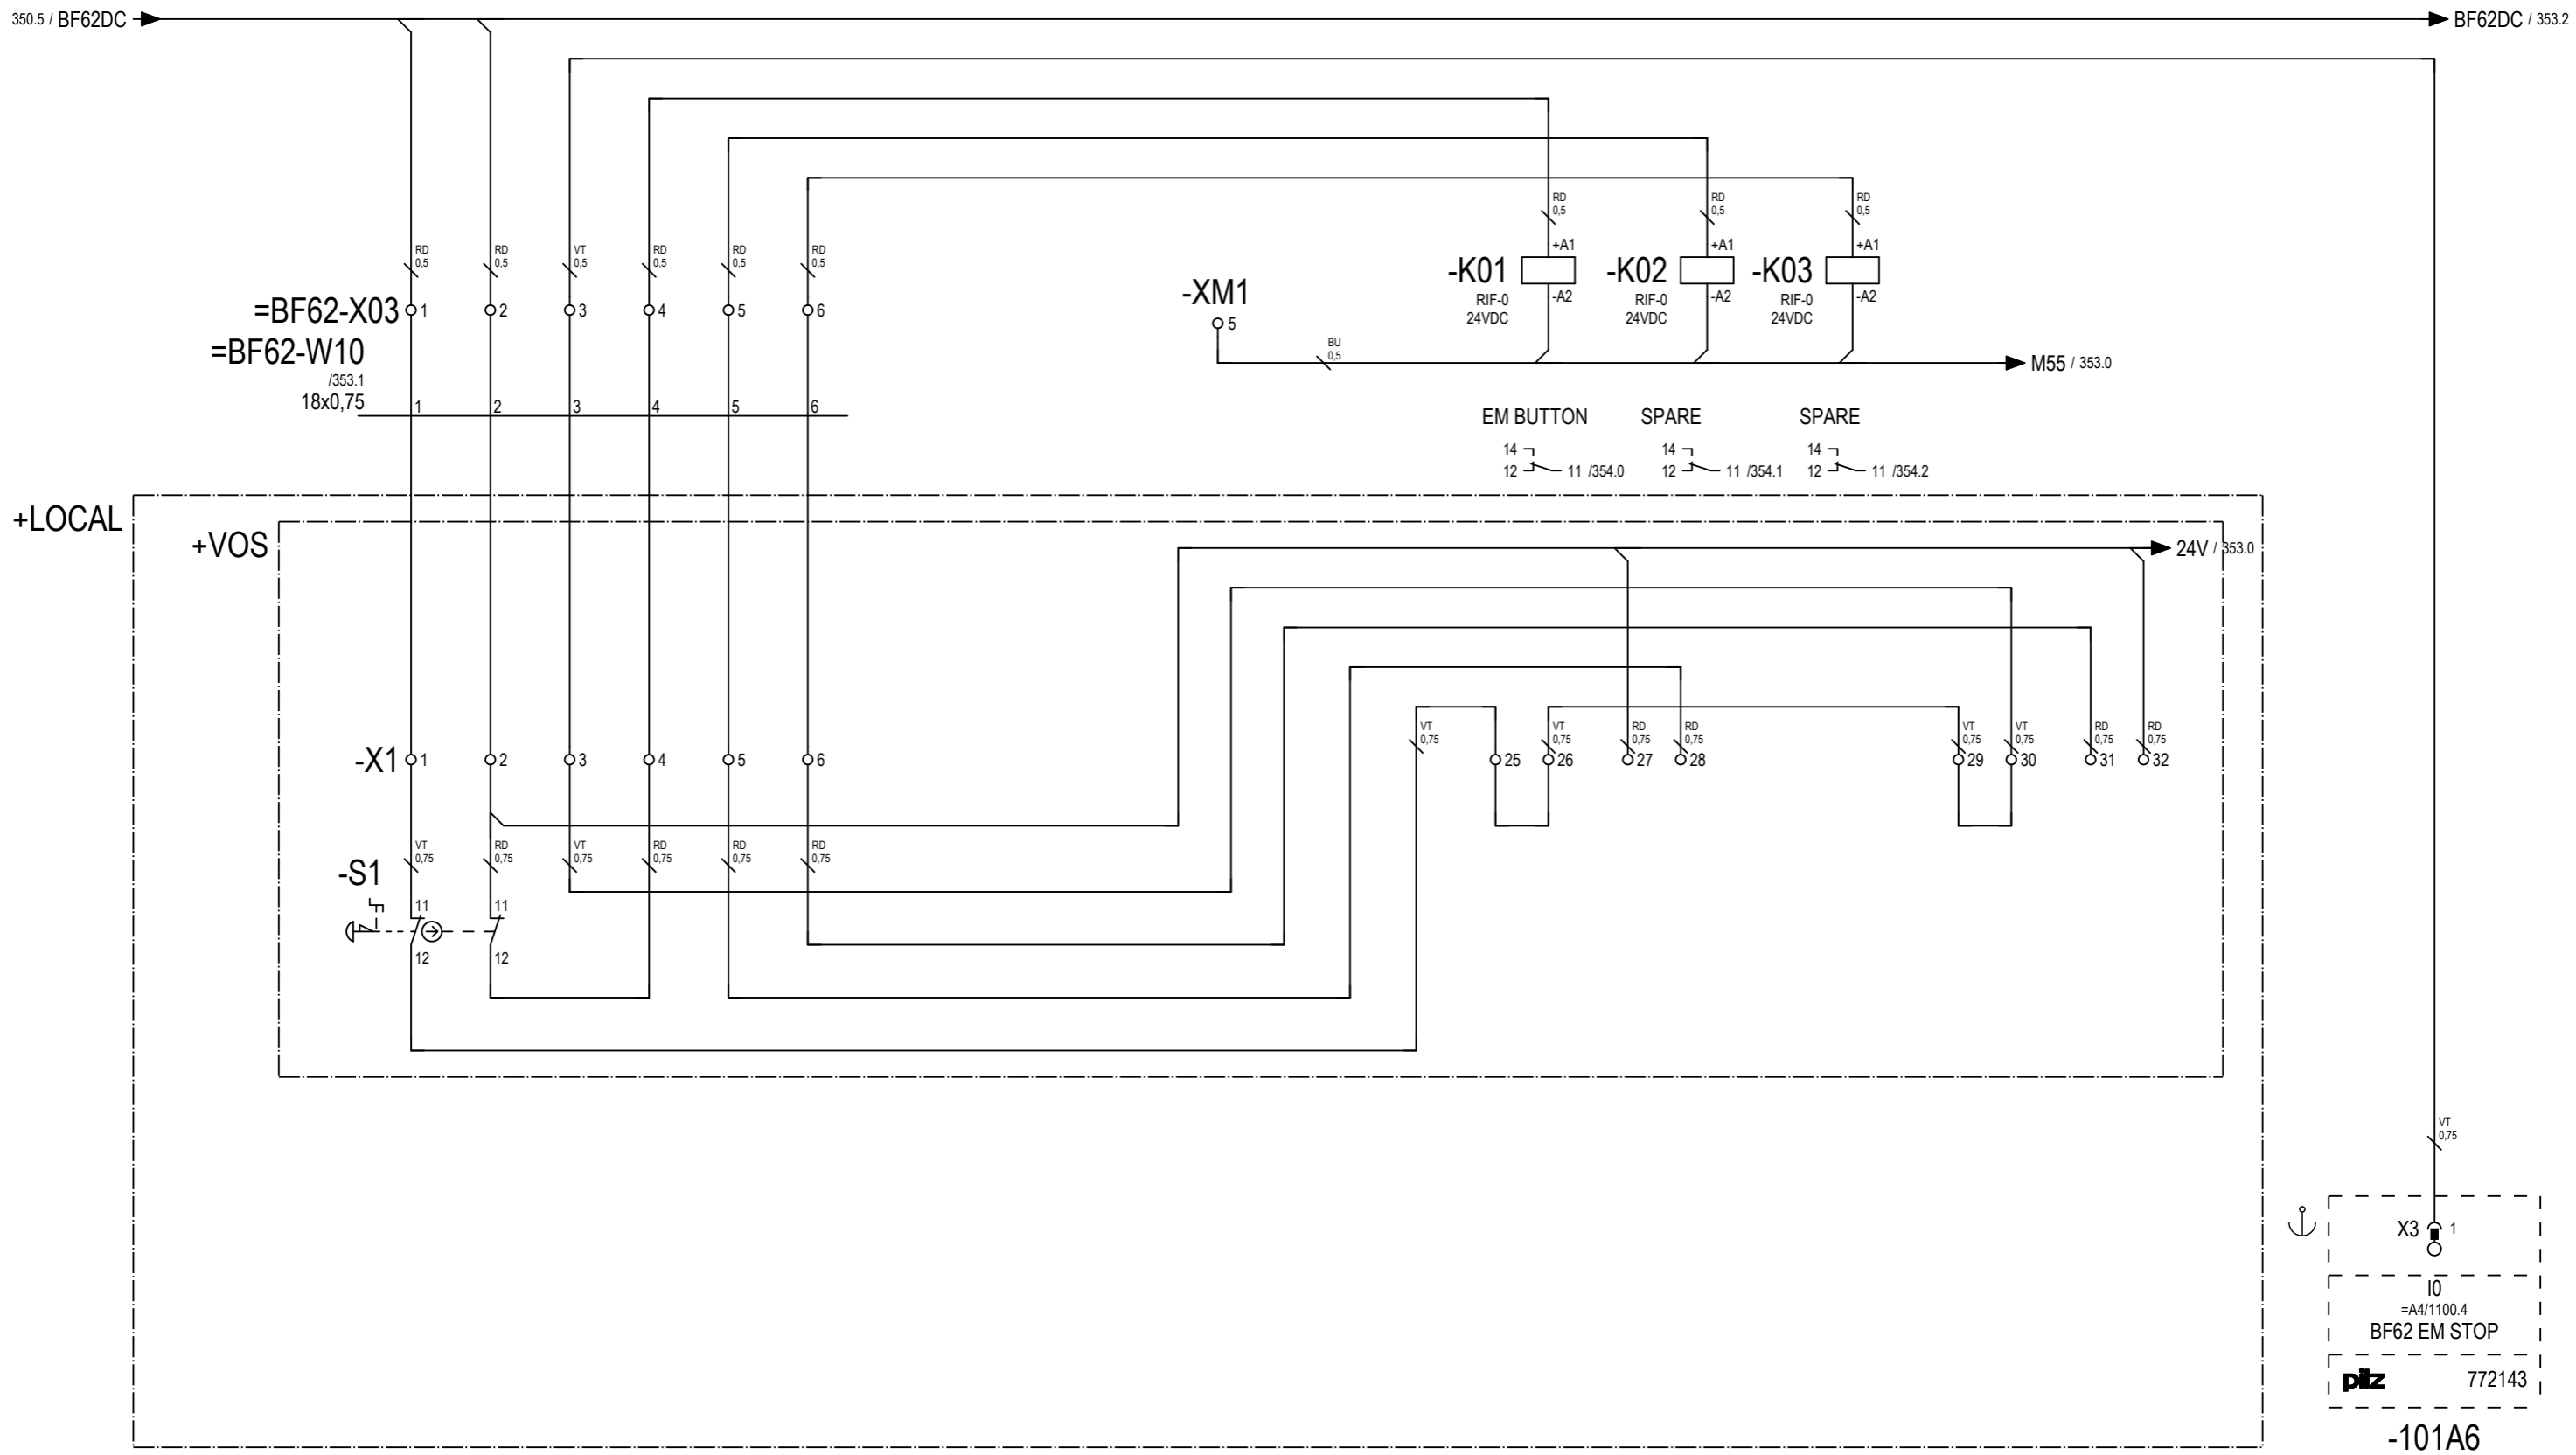 350.5 / BF62DC
BF62DC / 353.2
RD 0,5
RD 0,5
VT 0,5
RD 0,5
RD 0,5
RD 0,5
RD 0,5
RD 0,5
RD 0,5
+A1
+A1
+A1
-K01
-K02
-K03
-A2
-A2
-A2
RIF-0
RIF-0
RIF-0
24VDC
24VDC
24VDC
-XM1
5
=BF62-X03
1 2 3 4 5 6
=BF62-W10
/353.1
18x0,75
1 2 3 4 5 6
BU 0,5
M55 / 353.0
EM BUTTON
SPARE
SPARE
14
14
14
12 11 /354.0
12 11 /354.1
12 11 /354.2
+LOCAL
+VOS
24V / 353.0
VT 0,75
VT 0,75
RD 0,75
RD 0,75
VT 0,75
VT 0,75
RD 0,75
RD 0,75
-X1
1 2 3 4 5 6 25 26 27 28 29 30 31 32
VT 0,75
RD 0,75
VT 0,75
RD 0,75
RD 0,75
RD 0,75
-S1
11 11
12 12
VT 0,75
X3 1
I0
=A4/1100.4
BF62 EM STOP
pilz 772143
-101A6